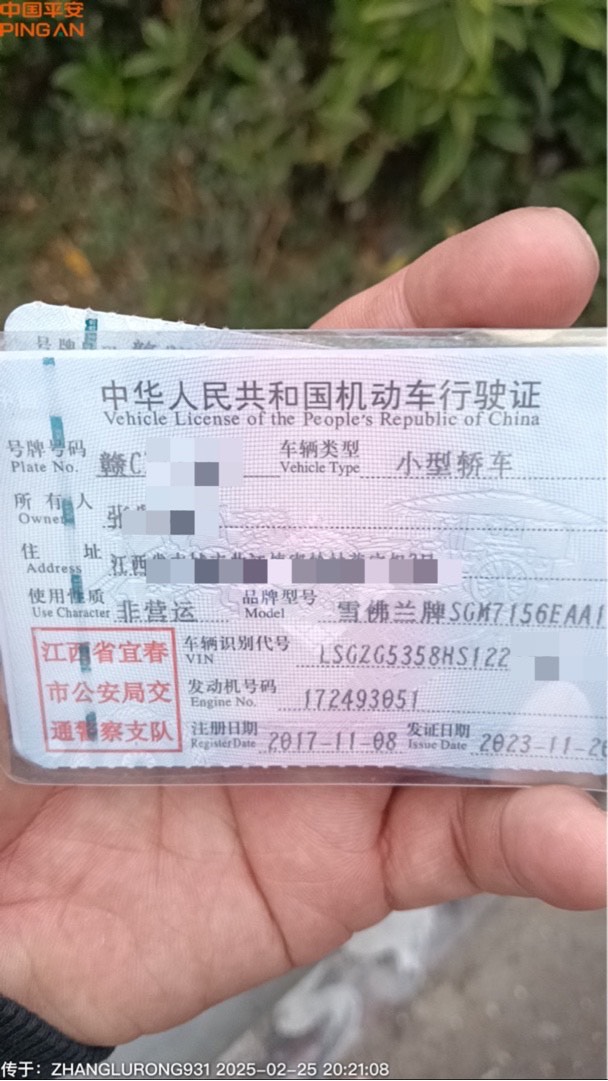 中国平安
PING AN
中华人民共和国机动车行驶证
Vehicle License of the People's Republic of China
号牌号码 赣C 车辆类型 小型轿车
Plate No. Vehicle Type
所有人 张
Owner
住址 江西省
Address
使用性质 非营运 品牌型号 雪佛兰牌SGM7156EAA1
Use Character Model
江西省宜春
市公安局交
通警察支队
车辆识别代号 LSGZG5358HS122
VIN
发动机号码 172493051
Engine No.
注册日期 2017-11-08 发证日期 2023-11-2
Register Date Issue Date
传于：ZHANGLURONG931 2025-02-25 20:21:08